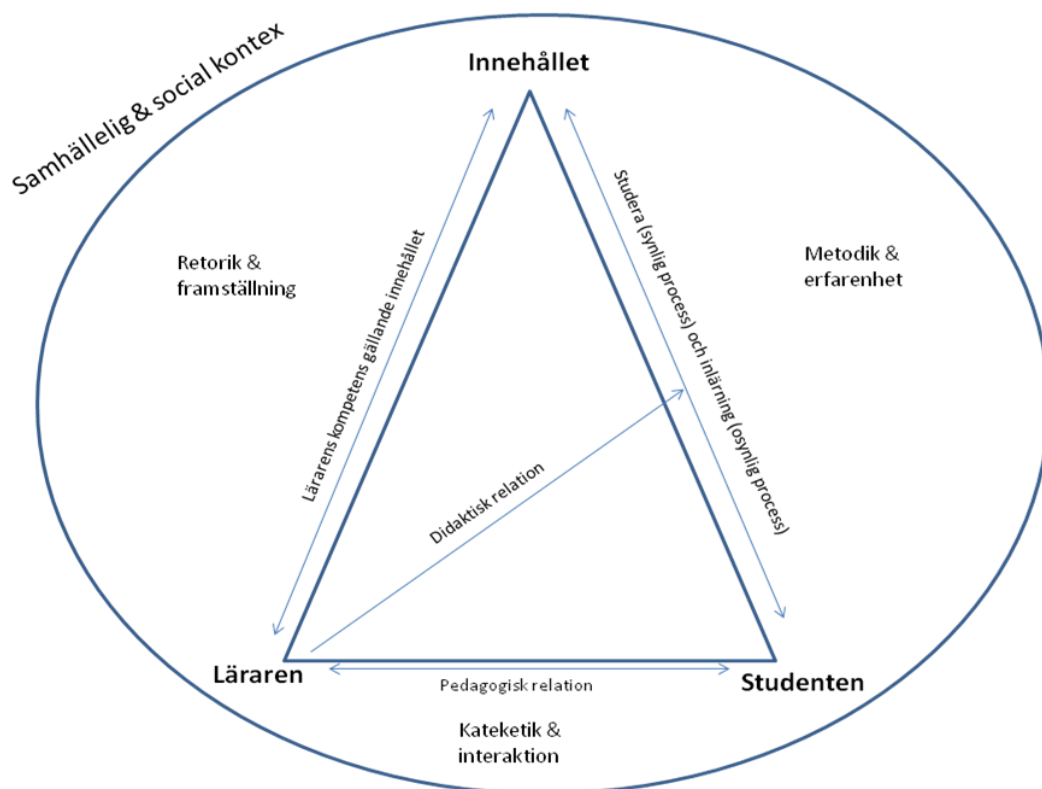 Samhällelig & social kontex
Innehållet
Retorik &
framställning
Lärarens kompetens gällande innehållet
Studera (synlig process) och inlärning (osynlig process)
Metodik &
erfarenhet
Didaktisk relation
Läraren
Pedagogisk relation
Studenten
Kateketik &
interaktion